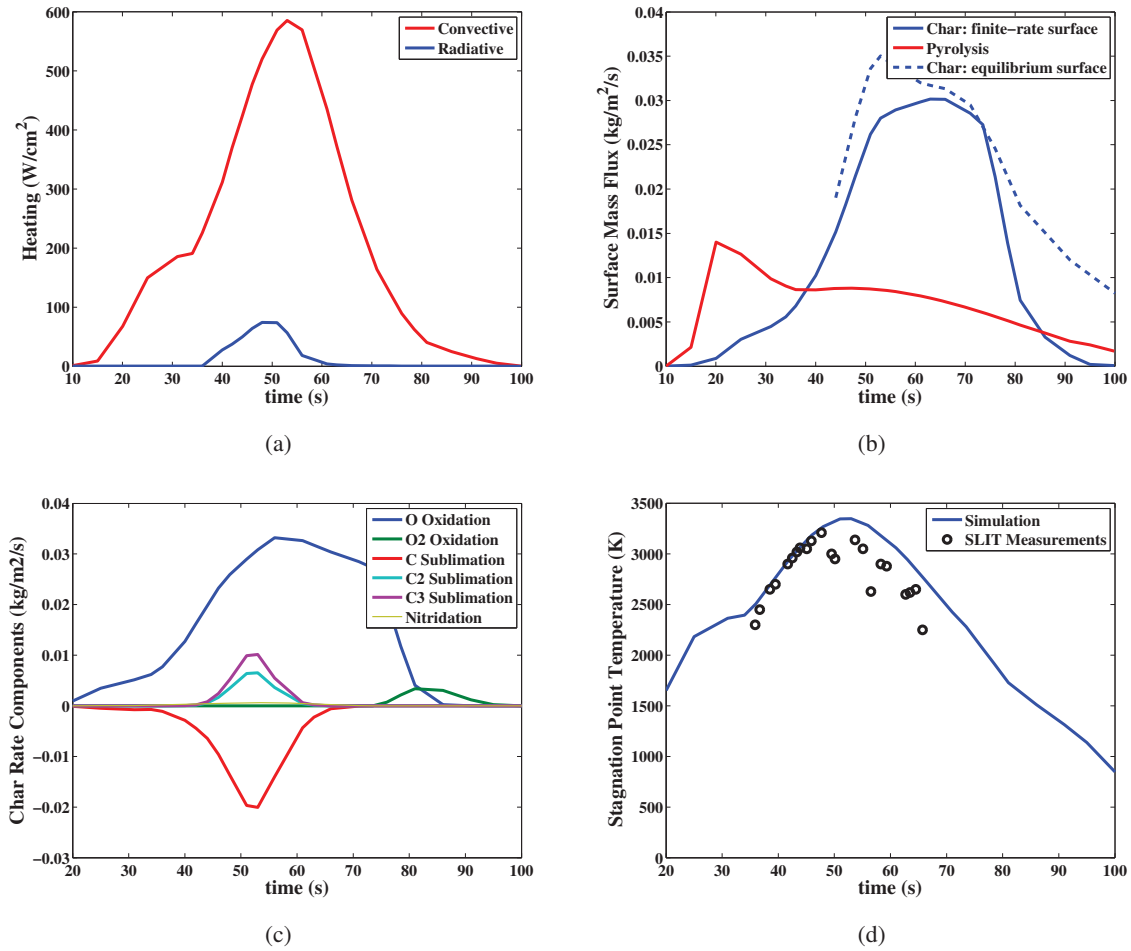 600
500
400
300
200
100
0
10 20 30 40 50 60 70 80 90 100
Heating (W/cm²)
time (s)
Convective
Radiative
(a)
0.04
0.035
0.03
0.025
0.02
0.015
0.01
0.005
0
10 20 30 40 50 60 70 80 90 100
Surface Mass Flux (kg/m²/s)
time (s)
Char: finite-rate surface
Pyrolysis
Char: equilibrium surface
(b)
0.04
0.03
0.02
0.01
0
−0.01
−0.02
−0.03
20 30 40 50 60 70 80 90 100
Char Rate Components (kg/m2/s)
time (s)
O Oxidation
O2 Oxidation
C Sublimation
C2 Sublimation
C3 Sublimation
Nitridation
(c)
3500
3000
2500
2000
1500
1000
500
0
20 30 40 50 60 70 80 90 100
Stagnation Point Temperature (K)
time (s)
Simulation
SLIT Measurements
(d)